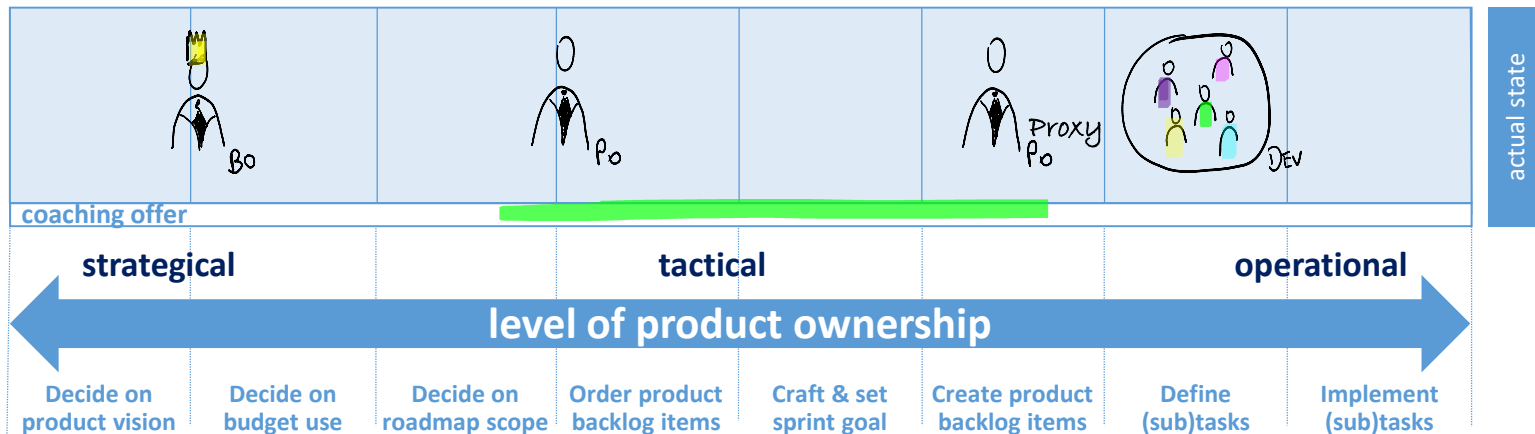 BO
PO
Proxy
PO
DEV
actual state
coaching offer
strategical
tactical
operational
level of product ownership
Decide on
product vision
Decide on
budget use
Decide on
roadmap scope
Order product
backlog items
Craft & set
sprint goal
Create product
backlog items
Define
(sub)tasks
Implement
(sub)tasks